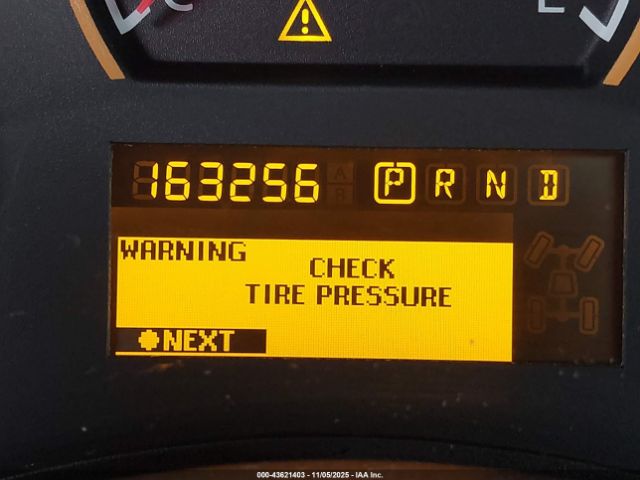 C
E
!
163256 P R N D
WARNING
CHECK
TIRE PRESSURE
NEXT
000-43621403 - 11/05/2025 - IAA Inc.